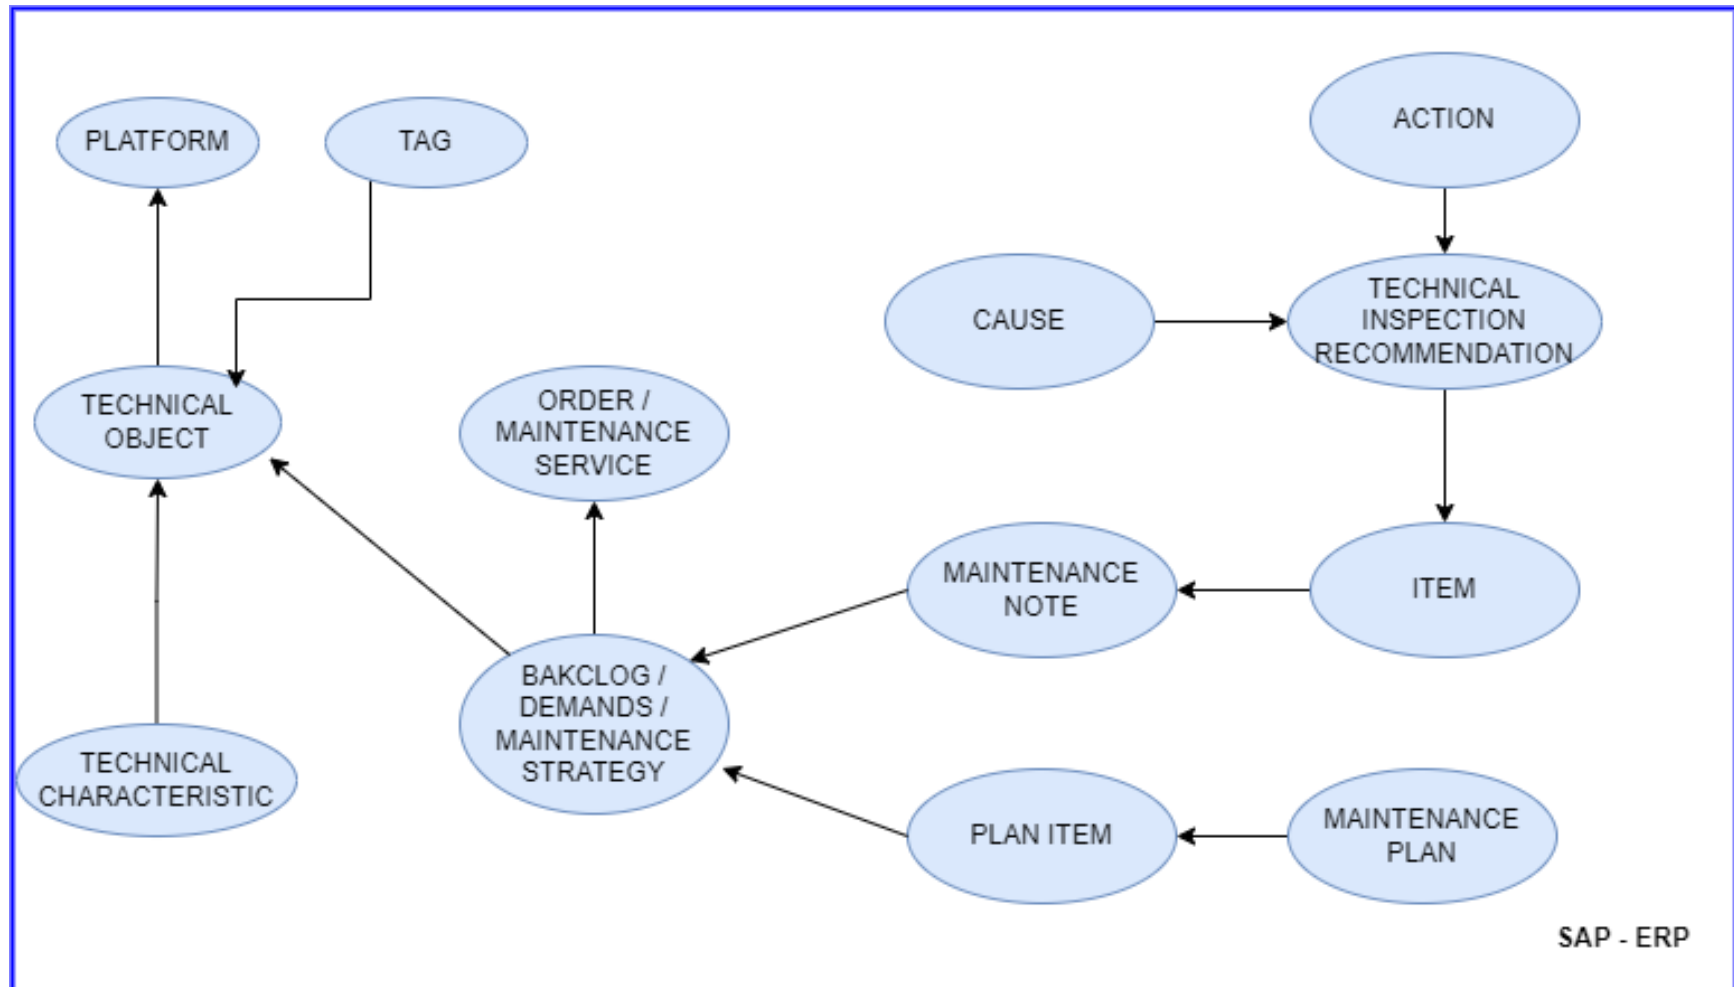 PLATFORM
TAG
ACTION
CAUSE
TECHNICAL
INSPECTION
RECOMMENDATION
TECHNICAL
OBJECT
ORDER /
MAINTENANCE
SERVICE
MAINTENANCE
NOTE
ITEM
BAKCLOG /
DEMANDS /
MAINTENANCE
STRATEGY
TECHNICAL
CHARACTERISTIC
PLAN ITEM
MAINTENANCE
PLAN
SAP - ERP